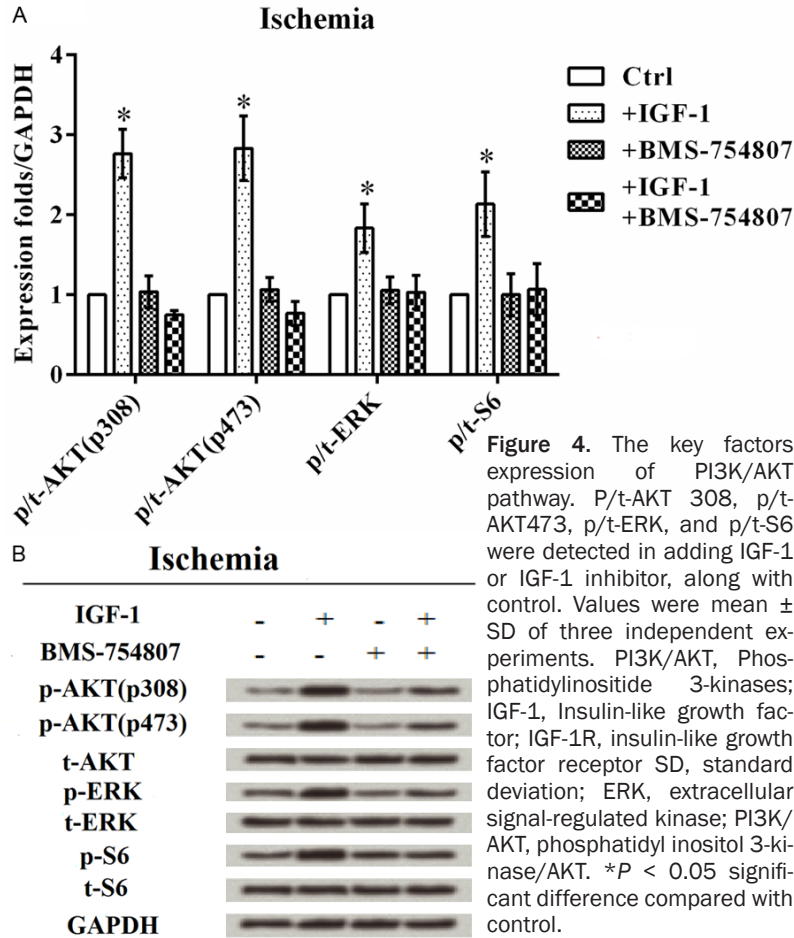 A
Ischemia
Expression folds/GAPDH
4
3
2
1
0
*
*
*
*
p/t-AKT(p308)
p/t-AKT(p473)
p/t-ERK
p/t-S6
Ctrl
+IGF-1
+BMS-754807
+IGF-1
+BMS-754807
B
Ischemia
IGF-1 - + - +
BMS-754807 - - + +
p-AKT(p308)
p-AKT(p473)
t-AKT
p-ERK
t-ERK
p-S6
t-S6
GAPDH
Figure 4. The key factors
expression of PI3K/AKT
pathway. P/t-AKT 308, p/t-
AKT473, p/t-ERK, and p/t-S6
were detected in adding IGF-1
or IGF-1 inhibitor, along with
control. Values were mean ±
SD of three independent ex-
periments. PI3K/AKT, Phos-
phatidylinositide 3-kinases;
IGF-1, Insulin-like growth fac-
tor; IGF-1R, insulin-like growth
factor receptor SD, standard
deviation; ERK, extracellular
signal-regulated kinase; PI3K/
AKT, phosphatidyl inositol 3-ki-
nase/AKT. *P < 0.05 signifi-
cant difference compared with
control.